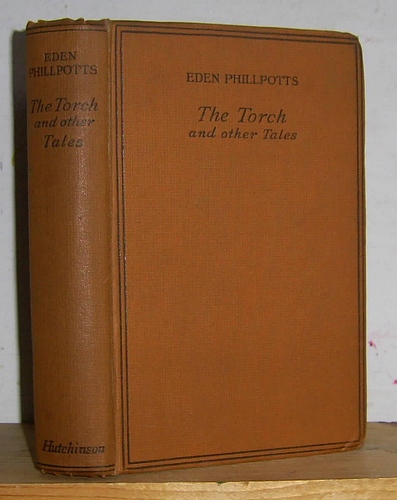 EDEN
PHILLPOTTS
The Torch
and other
Tales
Hutchinson
EDEN PHILLPOTTS
The Torch
and other Tales